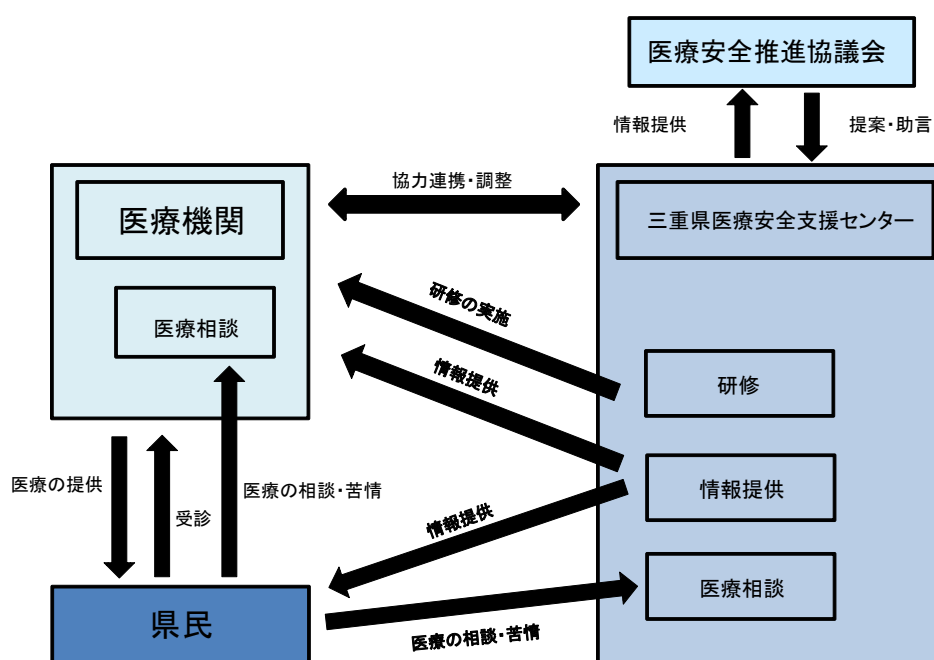 医療安全推進協議会
情報提供
提案・助言
協力連携・調整
医療機関
三重県医療安全支援センター
医療相談
研修の実施
研修
情報提供
情報提供
医療の提供
受診
医療の相談・苦情
情報提供
医療相談
県民
医療の相談・苦情